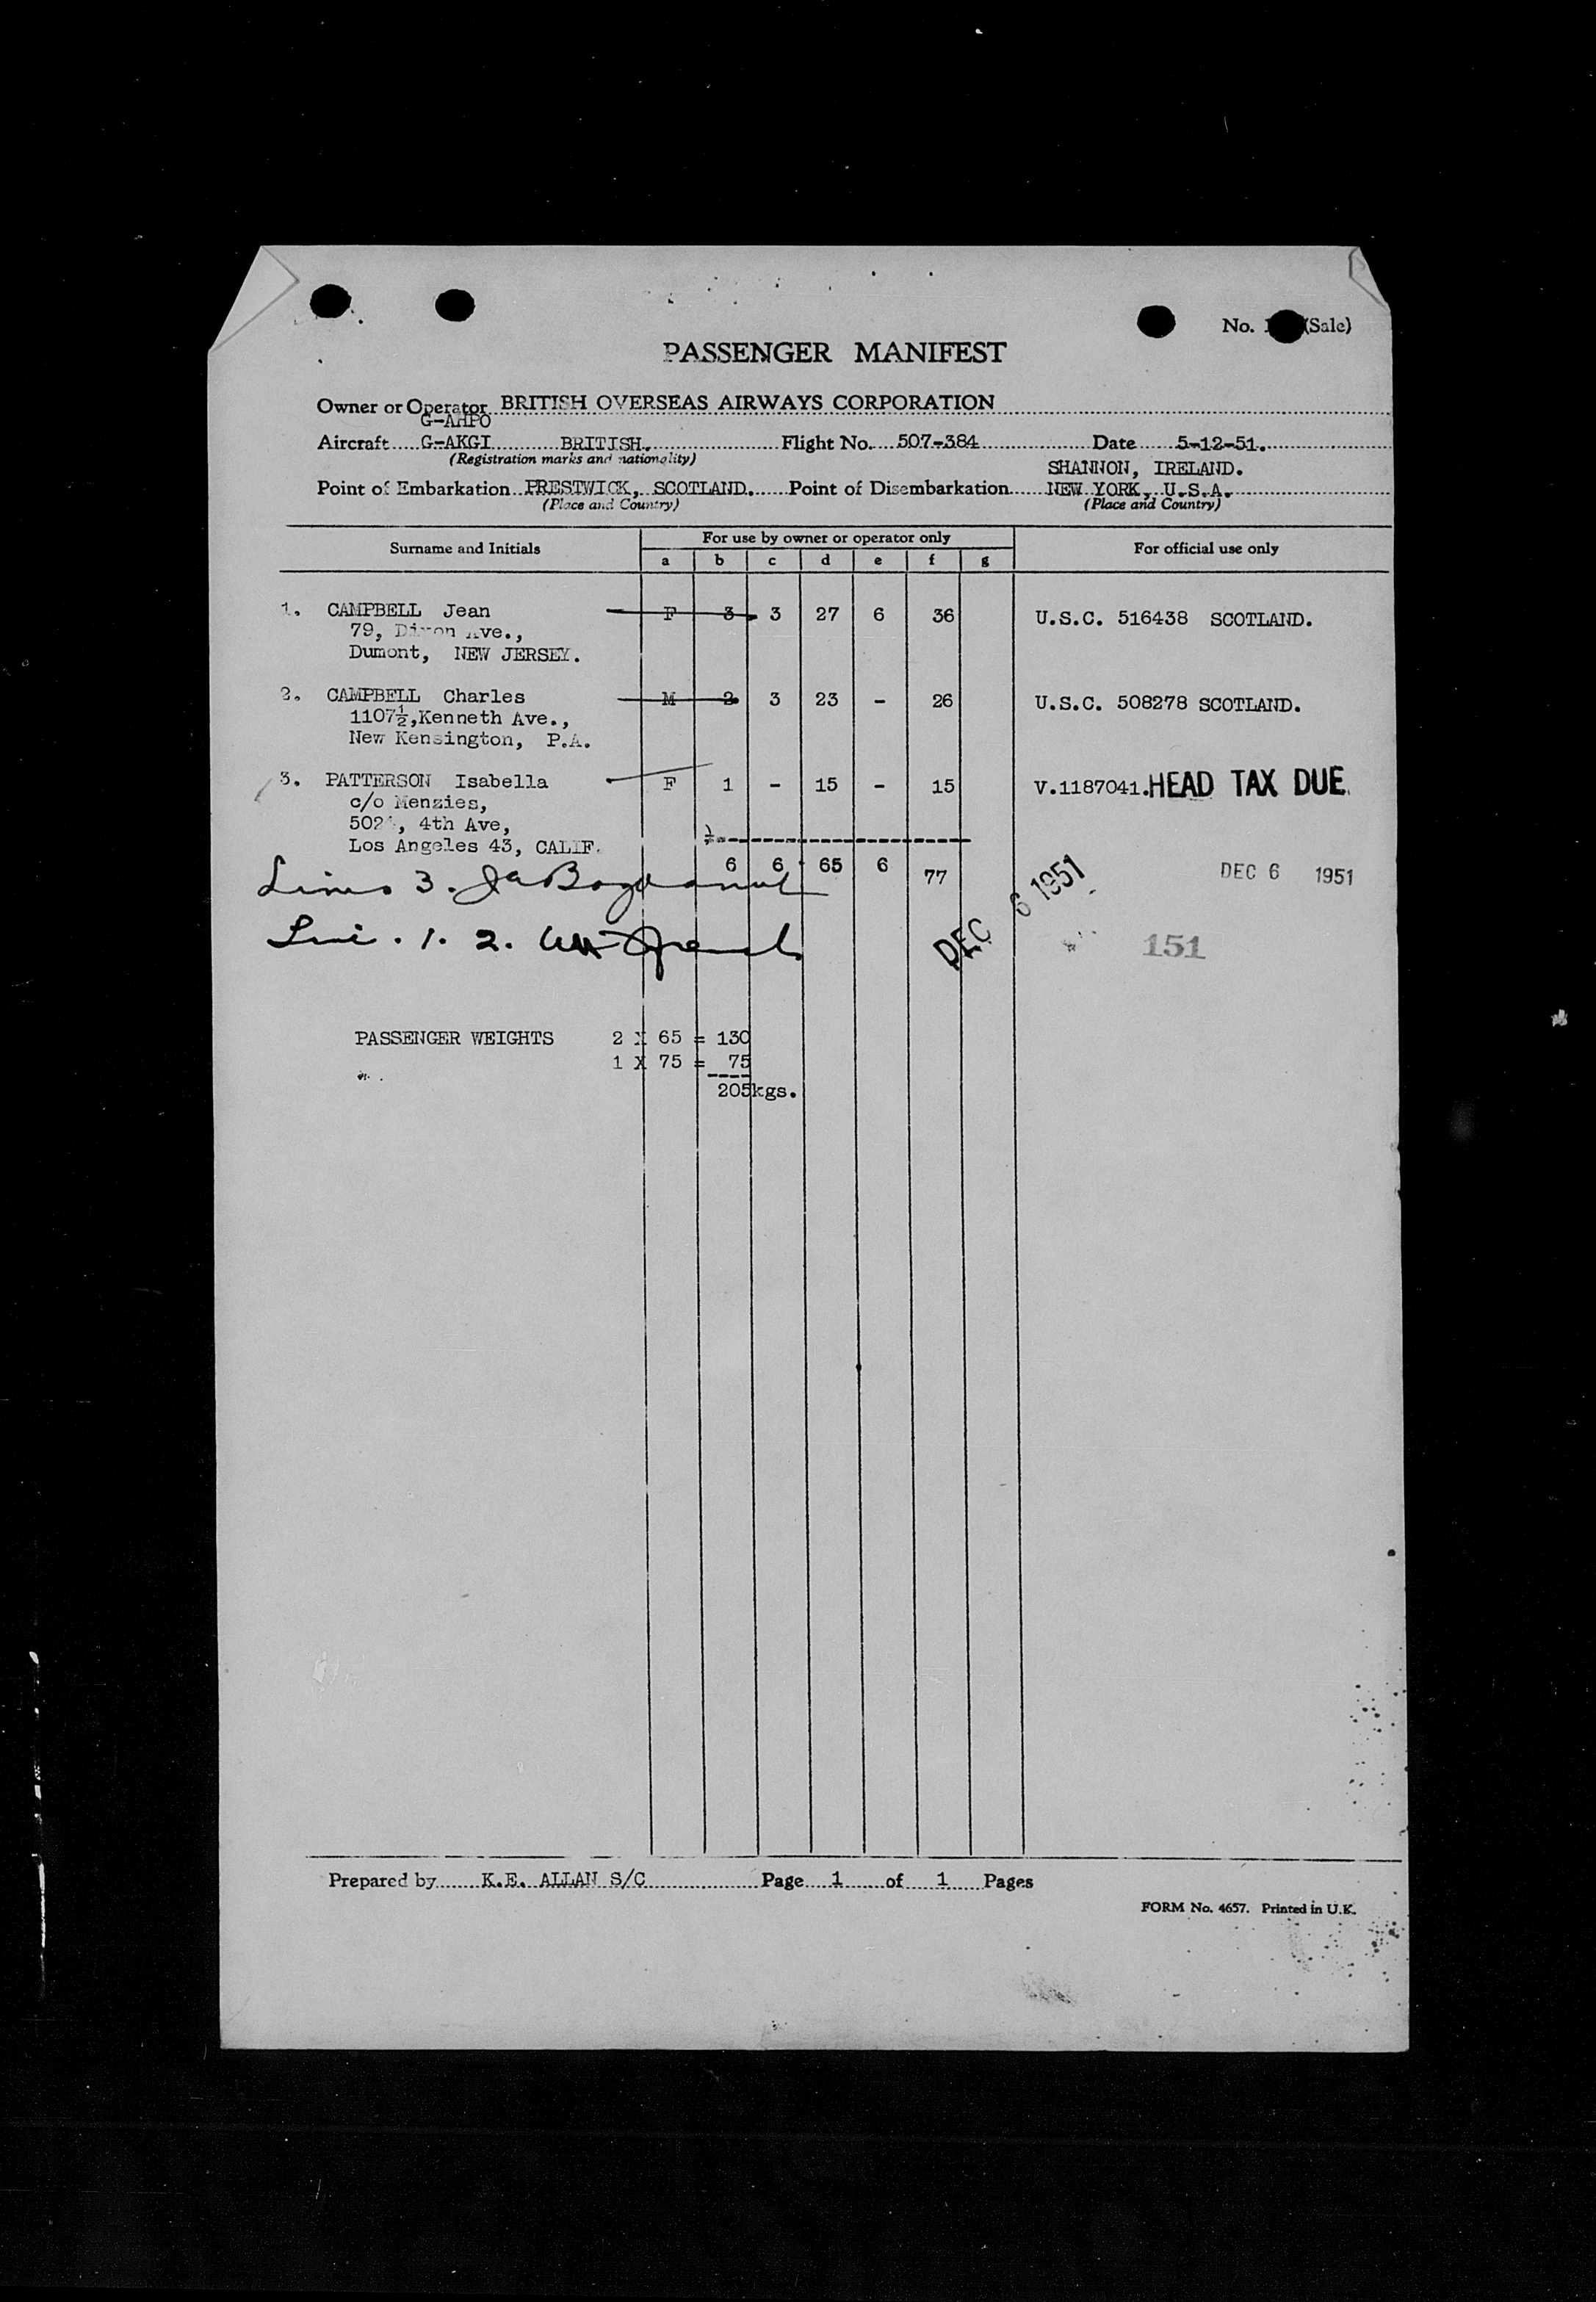 No. (Sale)
PASSENGER MANIFEST
Owner or Operator BRITISH OVERSEAS AIRWAYS CORPORATION
G-AHPO
Aircraft G-AKGI BRITISH. Flight No. 507-384 Date 5-12-51.
(Registration marks and nationality)
SHANNON, IRELAND.
Point of Embarkation PRESTWICK, SCOTLAND. Point of Disembarkation NEW YORK, U.S.A.
(Place and Country) (Place and Country)
Surname and Initials For use by owner or operator only For official use only
a b c d e f g
1. CAMPBELL Jean F 3 3 27 6 36 U.S.C. 516438 SCOTLAND.
79, Ave.,
Dumont, NEW JERSEY.
2. CAMPBELL Charles M 2 3 23 - 26 U.S.C. 508278 SCOTLAND.
1107½,Kenneth Ave.,
New Kensington, P.A.
3. PATTERSON Isabella F 1 - 15 - 15 V.1187041. HEAD TAX DUE
c/o Menzies,
4th Ave,
Los Angeles 43, CALIF.
6 6 65 6 77
DEC 6 1951
DEC 6 1951
3.
1. 2.
151
PASSENGER WEIGHTS 2 X 65 = 130
1 X 75 = 75
205kgs.
Prepared by K.E. ALLAN S/C Page 1 of 1 Pages
FORM No. 4657. Printed in U.K.